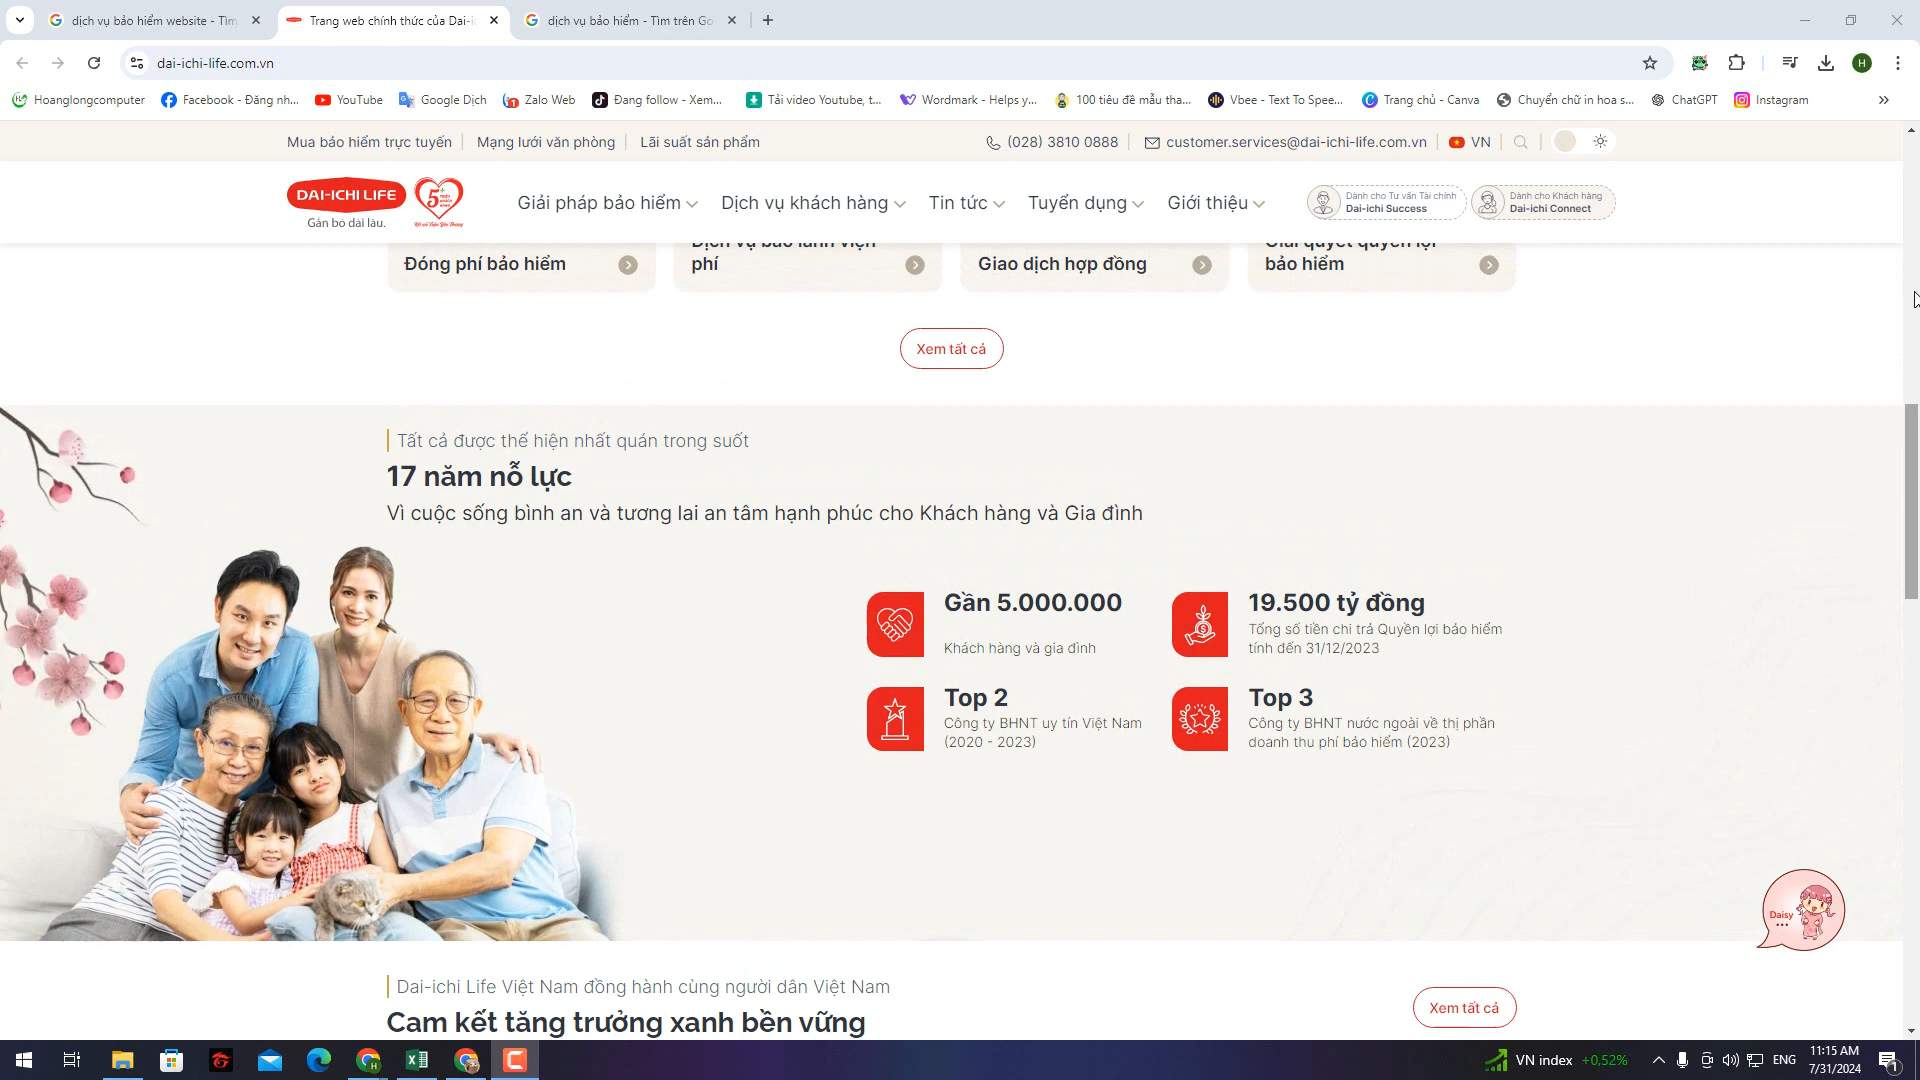 dịch vụ bảo hiểm website - Tìm
Trang web chính thức của Dai-ic
dịch vụ bảo hiểm - Tìm trên Go
dai-ichi-life.com.vn
H
Hoanglongcomputer
Facebook - Đăng nh...
YouTube
Google Dịch
Zalo Web
Đang follow - Xem...
Tải video Youtube, t...
Wordmark - Helps y...
100 tiêu đề mẫu tha...
Vbee - Text To Spee...
Trang chủ - Canva
Chuyển chữ in hoa s...
ChatGPT
Instagram
Mua bảo hiểm trực tuyến
Mạng lưới văn phòng
Lãi suất sản phẩm
(028) 3810 0888
customer.services@dai-ichi-life.com.vn
VN
DAI-ICHI LIFE
Gắn bó dài lâu.
Giải pháp bảo hiểm
Dịch vụ khách hàng
Tin tức
Tuyển dụng
Giới thiệu
Dành cho Tư vấn Tài chính
Dai-ichi Success
Dành cho Khách hàng
Dai-ichi Connect
Đóng phí bảo hiểm
Dịch vụ bảo lãnh viện
phí
Giao dịch hợp đồng
Giải quyết quyền lợi
bảo hiểm
Xem tất cả
Tất cả được thể hiện nhất quán trong suốt
17 năm nỗ lực
Vì cuộc sống bình an và tương lai an tâm hạnh phúc cho Khách hàng và Gia đình
Gần 5.000.000
Khách hàng và gia đình
19.500 tỷ đồng
Tổng số tiền chi trả Quyền lợi bảo hiểm
tính đến 31/12/2023
Top 2
Công ty BHNT uy tín Việt Nam
(2020 - 2023)
Top 3
Công ty BHNT nước ngoài về thị phần
doanh thu phí bảo hiểm (2023)
Daisy
Dai-ichi Life Việt Nam đồng hành cùng người dân Việt Nam
Cam kết tăng trưởng xanh bền vững
Xem tất cả
VN index +0,52%
ENG
11:15 AM
7/31/2024
1